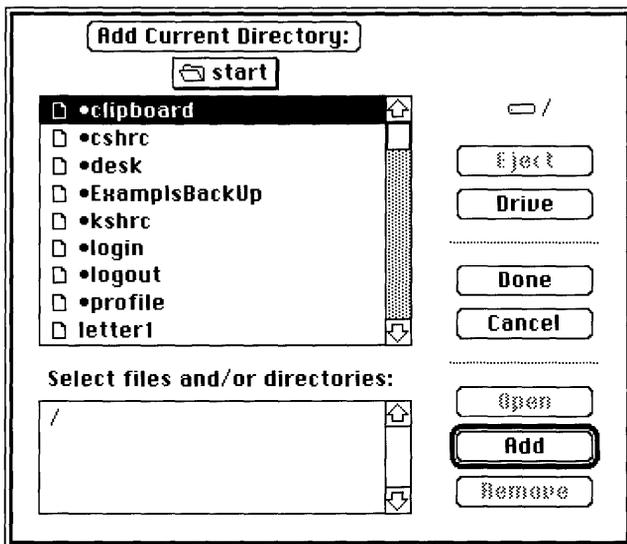 Add Current Directory:
start
•clipboard
•cshrc
•desk
•ExamplsBackUp
•kshrc
•login
•logout
•profile
letter1
/
Eject
Drive
Done
Cancel
Select files and/or directories:
/
Open
Add
Remove